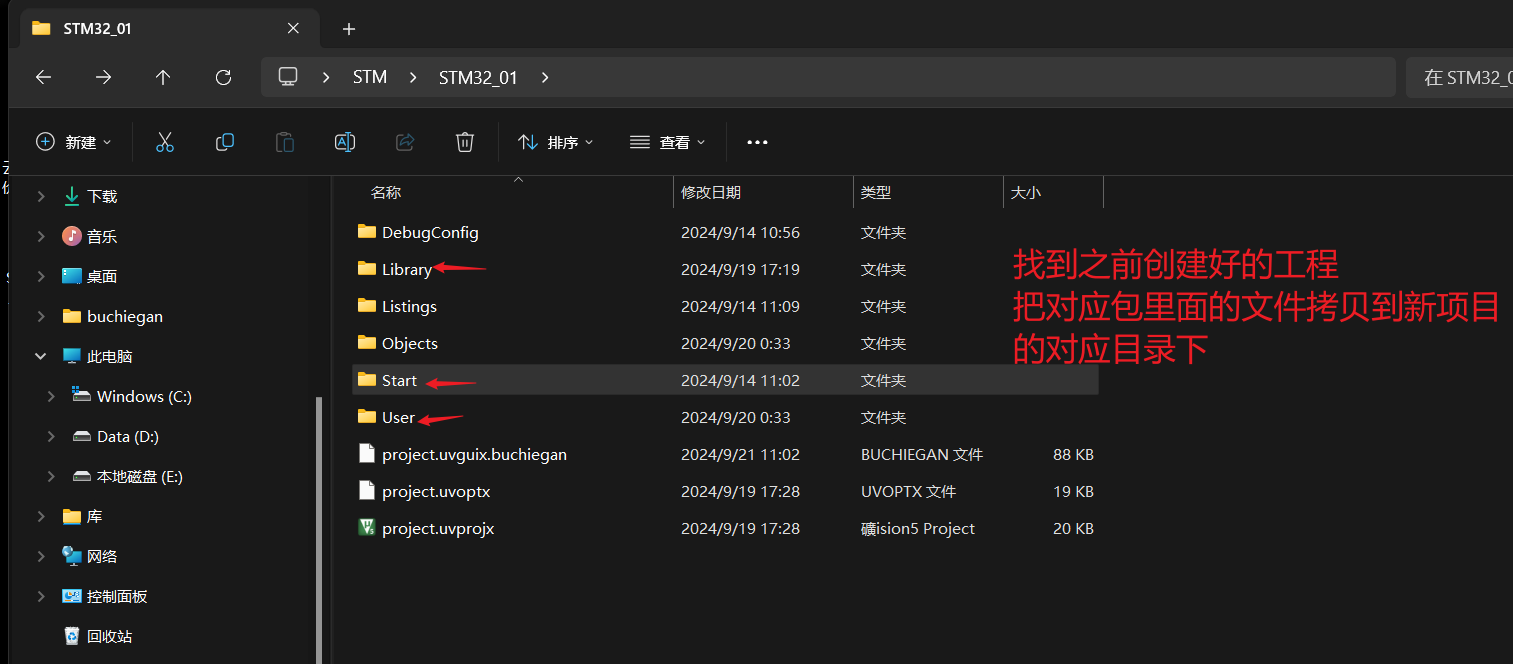 STM32_01
STM
STM32_01
在 STM32_0
新建
排序
查看
名称 修改日期 类型 大小
下载
音乐
桌面
buchiegan
此电脑
Windows (C:)
Data (D:)
本地磁盘 (E:)
库
网络
控制面板
回收站
DebugConfig 2024/9/14 10:56 文件夹
Library 2024/9/19 17:19 文件夹
Listings 2024/9/14 11:09 文件夹
Objects 2024/9/20 0:33 文件夹
Start 2024/9/14 11:02 文件夹
User 2024/9/20 0:33 文件夹
project.uvguix.buchiegan 2024/9/21 11:02 BUCHIEGAN 文件 88 KB
project.uvoptx 2024/9/19 17:28 UVOPTX 文件 19 KB
project.uvprojx 2024/9/19 17:28 礦ision5 Project 20 KB
找到之前创建好的工程
把对应包里面的文件拷贝到新项目
的对应目录下